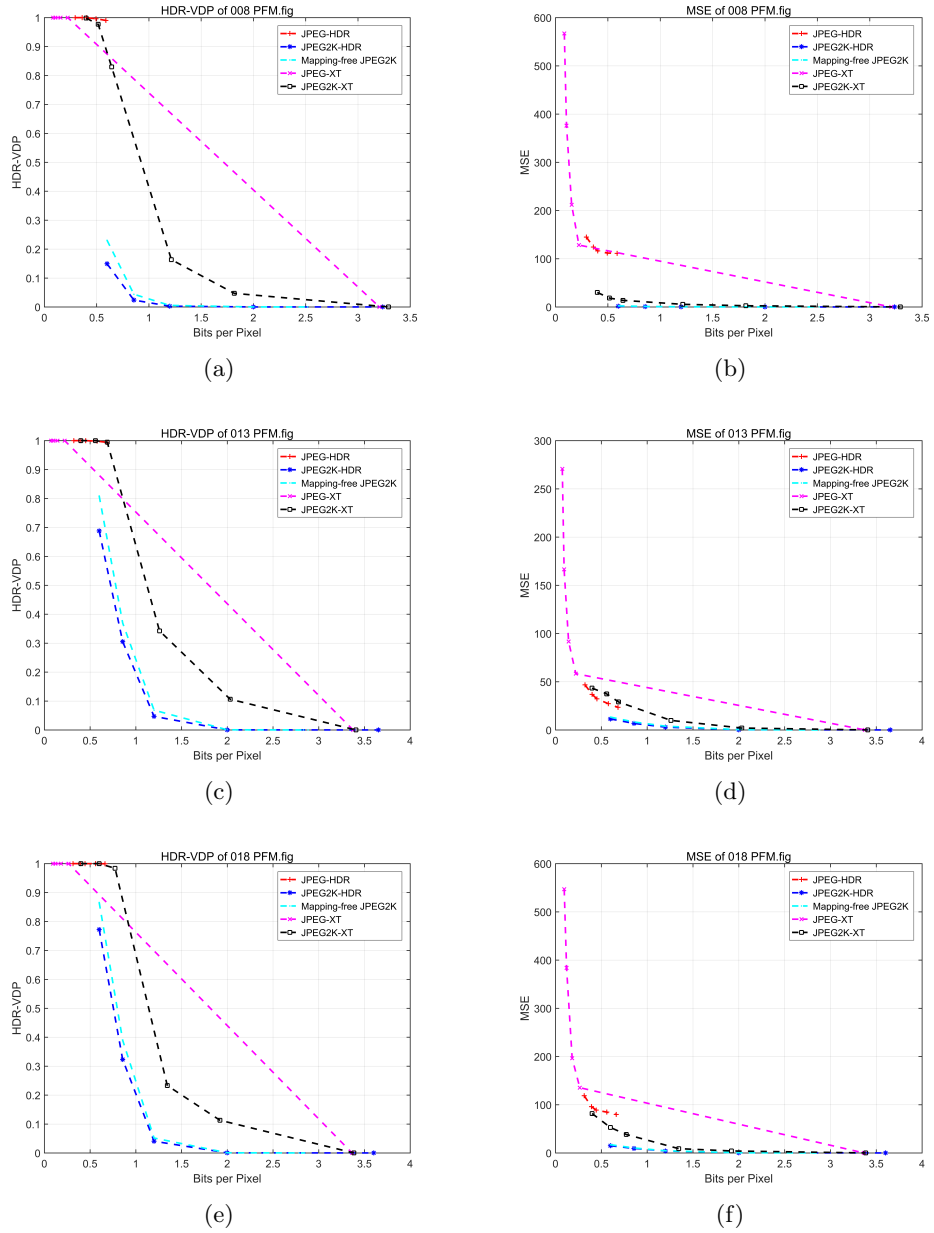 HDR-VDP of 008 PFM.fig
1
0.9
0.8
0.7
0.6
0.5
0.4
0.3
0.2
0.1
0
HDR-VDP
0 0.5 1 1.5 2 2.5 3 3.5
Bits per Pixel
JPEG-HDR
JPEG2K-HDR
Mapping-free JPEG2K
JPEG-XT
JPEG2K-XT
(a)
MSE of 008 PFM.fig
600
500
400
300
200
100
0
MSE
0 0.5 1 1.5 2 2.5 3 3.5
Bits per Pixel
JPEG-HDR
JPEG2K-HDR
Mapping-free JPEG2K
JPEG-XT
JPEG2K-XT
(b)
HDR-VDP of 013 PFM.fig
1
0.9
0.8
0.7
0.6
0.5
0.4
0.3
0.2
0.1
0
HDR-VDP
0 0.5 1 1.5 2 2.5 3 3.5 4
Bits per Pixel
JPEG-HDR
JPEG2K-HDR
Mapping-free JPEG2K
JPEG-XT
JPEG2K-XT
(c)
MSE of 013 PFM.fig
300
250
200
150
100
50
0
MSE
0 0.5 1 1.5 2 2.5 3 3.5 4
Bits per Pixel
JPEG-HDR
JPEG2K-HDR
Mapping-free JPEG2K
JPEG-XT
JPEG2K-XT
(d)
HDR-VDP of 018 PFM.fig
1
0.9
0.8
0.7
0.6
0.5
0.4
0.3
0.2
0.1
0
HDR-VDP
0 0.5 1 1.5 2 2.5 3 3.5 4
Bits per Pixel
JPEG-HDR
JPEG2K-HDR
Mapping-free JPEG2K
JPEG-XT
JPEG2K-XT
(e)
MSE of 018 PFM.fig
600
500
400
300
200
100
0
MSE
0 0.5 1 1.5 2 2.5 3 3.5 4
Bits per Pixel
JPEG-HDR
JPEG2K-HDR
Mapping-free JPEG2K
JPEG-XT
JPEG2K-XT
(f)